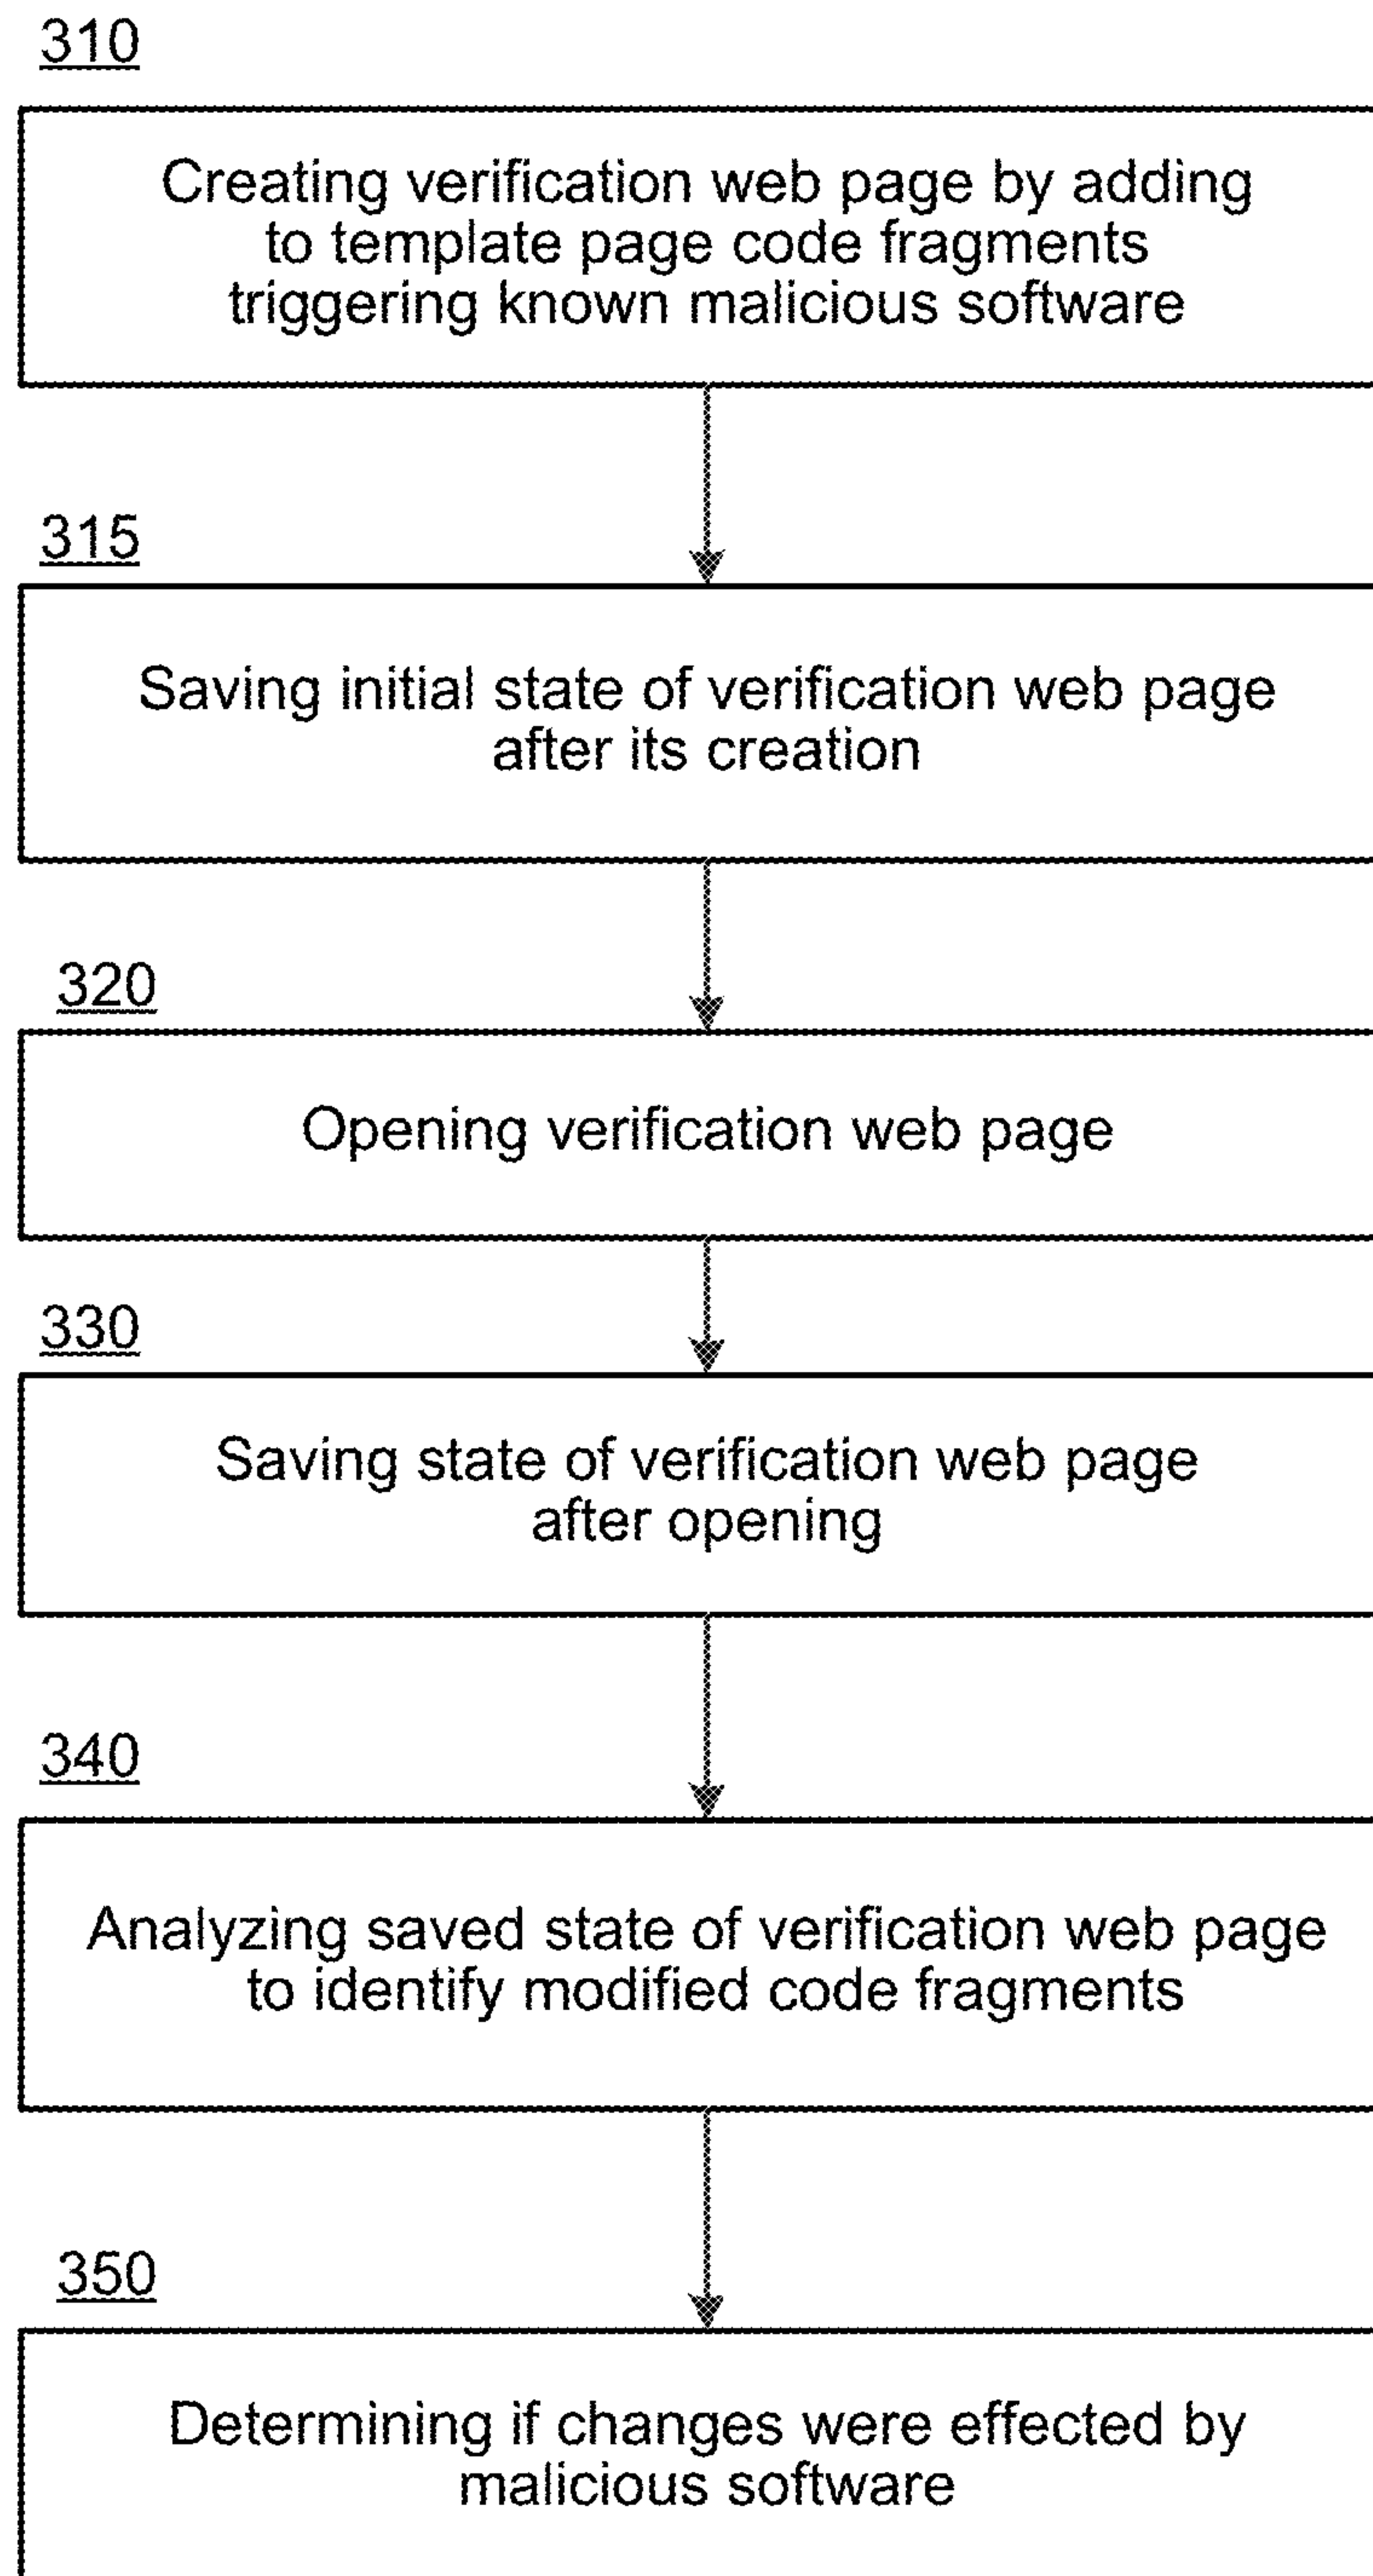 310
Creating verification web page by adding
to template page code fragments
triggering known malicious software
315
Saving initial state of verification web page
after its creation
320
Opening verification web page
330
Saving state of verification web page
after opening
340
Analyzing saved state of verification web page
to identify modified code fragments
350
Determining if changes were effected by
malicious software